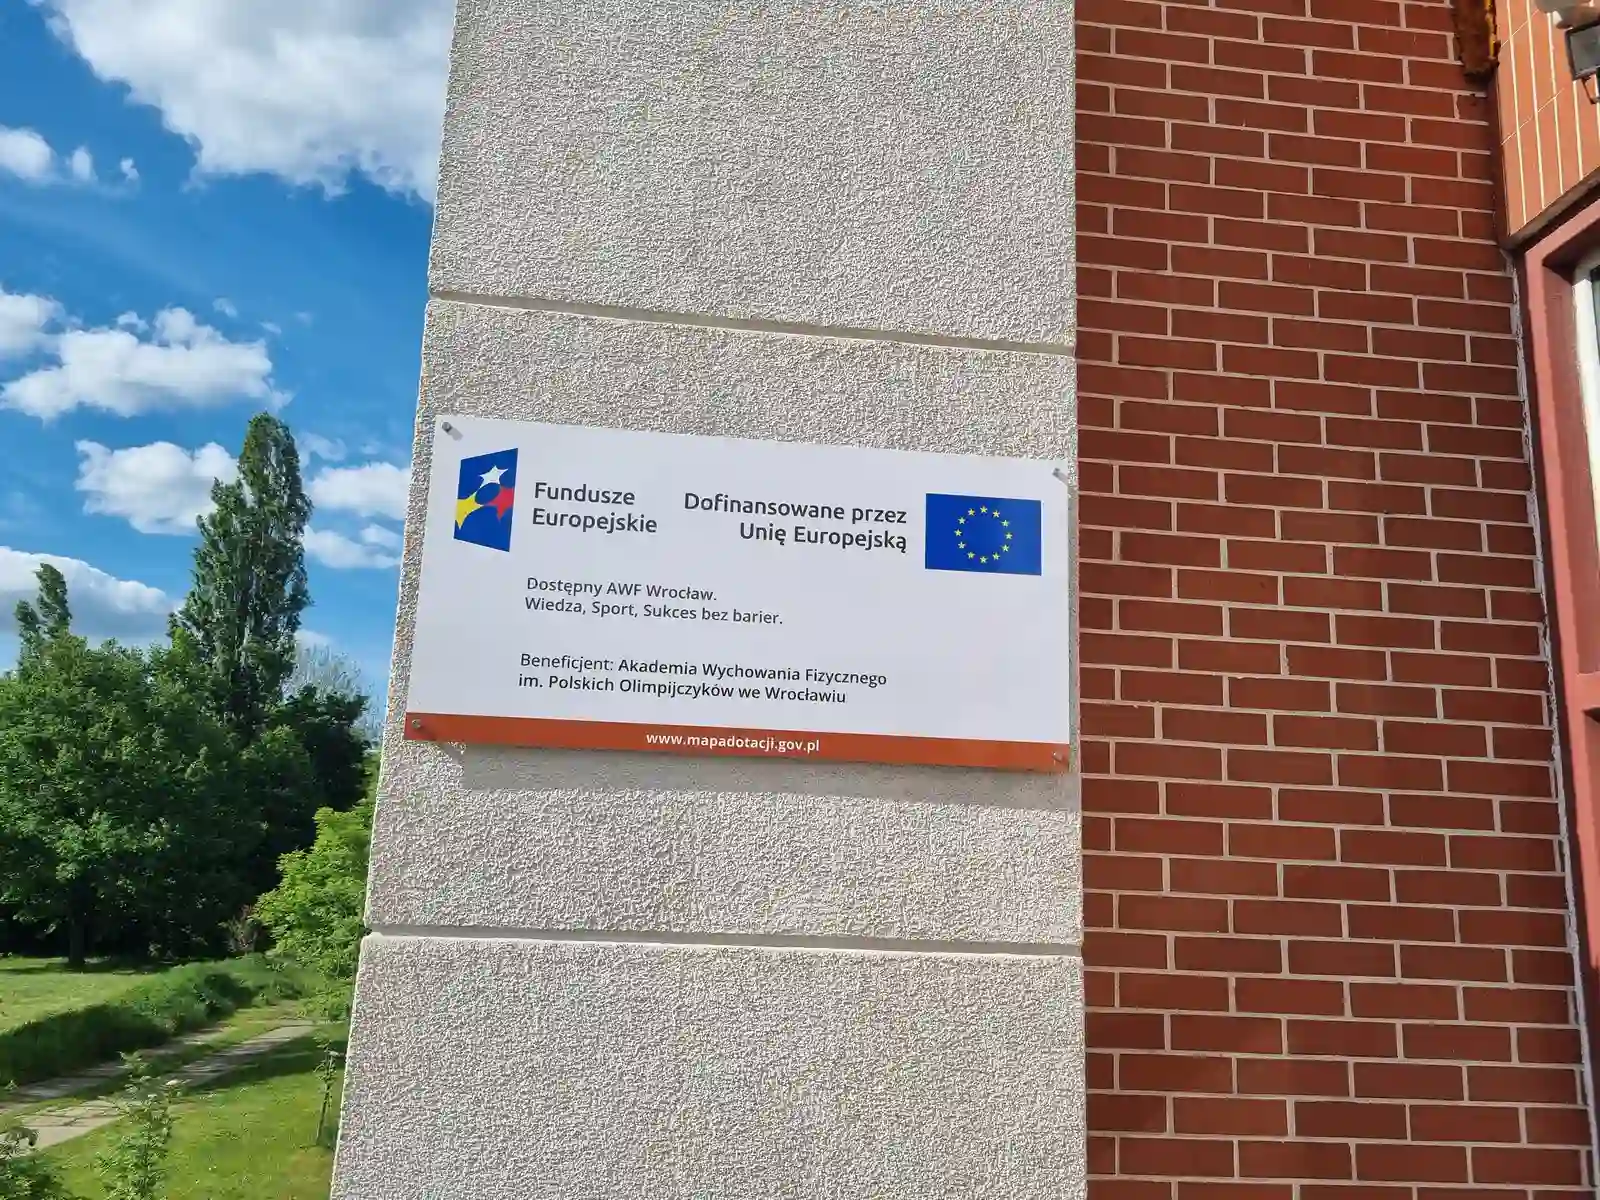 Fundusze
Europejskie
Dofinansowane przez
Unię Europejską
Dostępny AWF Wrocław.
Wiedza, Sport, Sukces bez barier.
Beneficjent: Akademia Wychowania Fizycznego
im. Polskich Olimpijczyków we Wrocławiu
www.mapadotacji.gov.pl